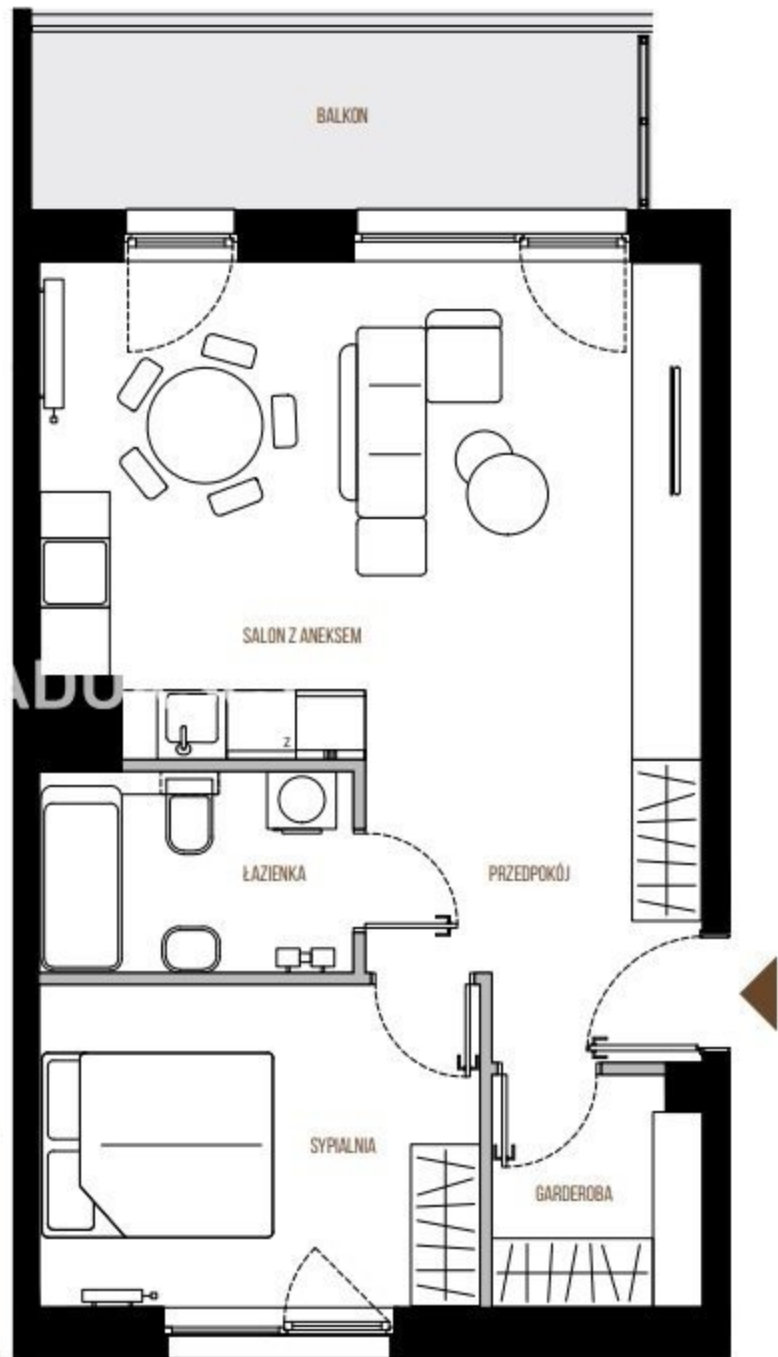 BALKON
SALON Z ANEKSEM
Z
ŁAZIENKA
PRZEDPOKÓJ
SYPIALNIA
GARDEROBA